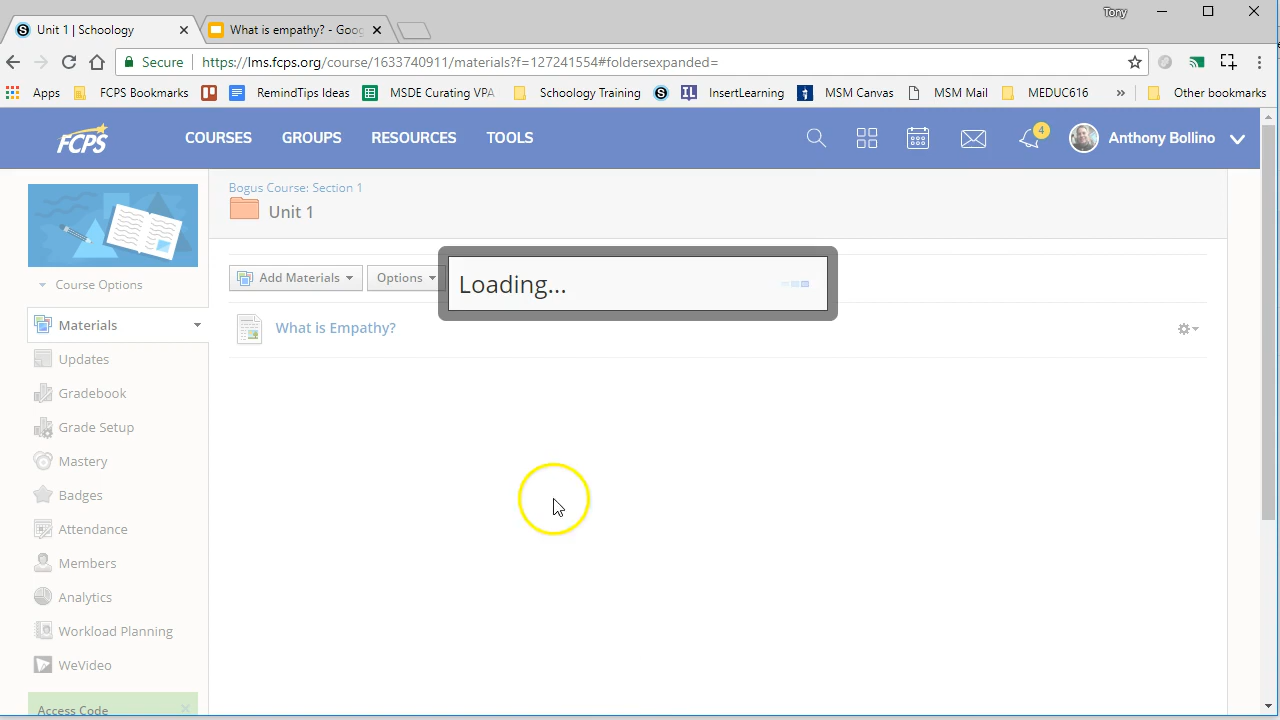 Tony
Unit 1 | Schoology
What is empathy? - Goo
Secure
https://lms.fcps.org/course/1633740911/materials?f=127241554#foldersexpanded=
Apps
FCPS Bookmarks
RemindTips Ideas
MSDE Curating VPA
Schoology Training
InsertLearning
MSM Canvas
MSM Mail
MEDUC616
»
Other bookmarks
FCPS
COURSES
GROUPS
RESOURCES
TOOLS
4
Anthony Bollino
Bogus Course: Section 1
Unit 1
Course Options
Add Materials
Options
Loading...
What is Empathy?
Materials
Updates
Gradebook
Grade Setup
Mastery
Badges
Attendance
Members
Analytics
Workload Planning
WeVideo
Access Code